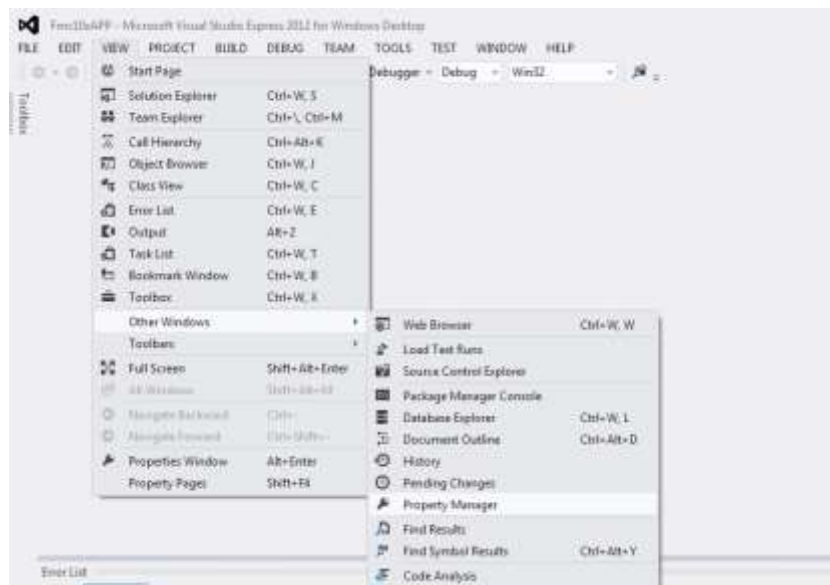 Microsoft Visual Studio Express 2012 for Windows Desktop
FILE EDIT VIEW PROJECT BUILD DEBUG TEAM TOOLS TEST WINDOW HELP
Debugger Debug Win32
Toolbox
Start Page
Solution Explorer Ctrl+W, S
Team Explorer Ctrl+\, Ctrl+M
Call Hierarchy Ctrl+Alt+K
Object Browser Ctrl+W, J
Class View Ctrl+W, C
Error List Ctrl+W, E
Output Alt+2
Task List Ctrl+W, T
Bookmark Window Ctrl+W, B
Toolbox Ctrl+W, X
Other Windows
Toolbars
Full Screen Shift+Alt+Enter
All Windows
Navigate Backward
Navigate Forward
Properties Window Alt+Enter
Property Pages Shift+F4
Web Browser Ctrl+W, W
Load Test Runs
Source Control Explorer
Package Manager Console
Database Explorer Ctrl+W, L
Document Outline Ctrl+Alt+D
History
Pending Changes
Property Manager
Find Results
Find Symbol Results Ctrl+Alt+Y
Code Analysis
Error List